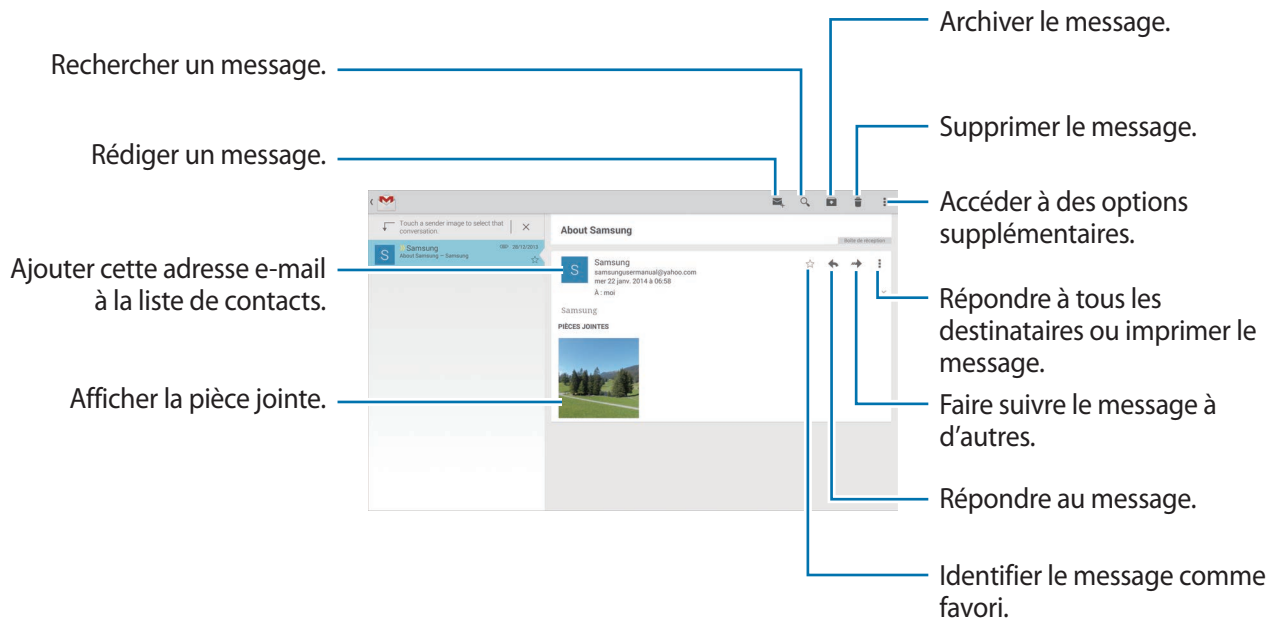 Archiver le message.
Rechercher un message.
Supprimer le message.
Rédiger un message.
Accéder à des options
supplémentaires.
Touch a sender image to select that
conversation.
About Samsung
Boîte de réception
Samsung
28/12/2013
About Samsung — Samsung
S
Ajouter cette adresse e-mail
à la liste de contacts.
S
Samsung
samsungusermanual@yahoo.com
mer 22 janv. 2014 à 06:58
À : moi
Samsung
PIÈCES JOINTES
Répondre à tous les
destinataires ou imprimer le
message.
Afficher la pièce jointe.
Faire suivre le message à
d'autres.
Répondre au message.
Identifier le message comme
favori.